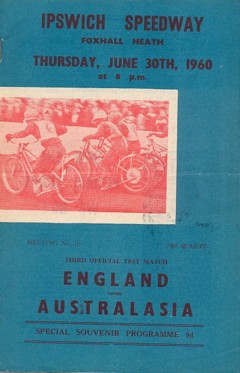 IPSWICH SPEEDWAY
FOXHALL HEATH
THURSDAY, JUNE 30TH, 1960
at 8 p.m.
THIRD OFFICIAL TEST MATCH
ENGLAND
AUSTRALASIA
SPECIAL SOUVENIR PROGRAMME 9d